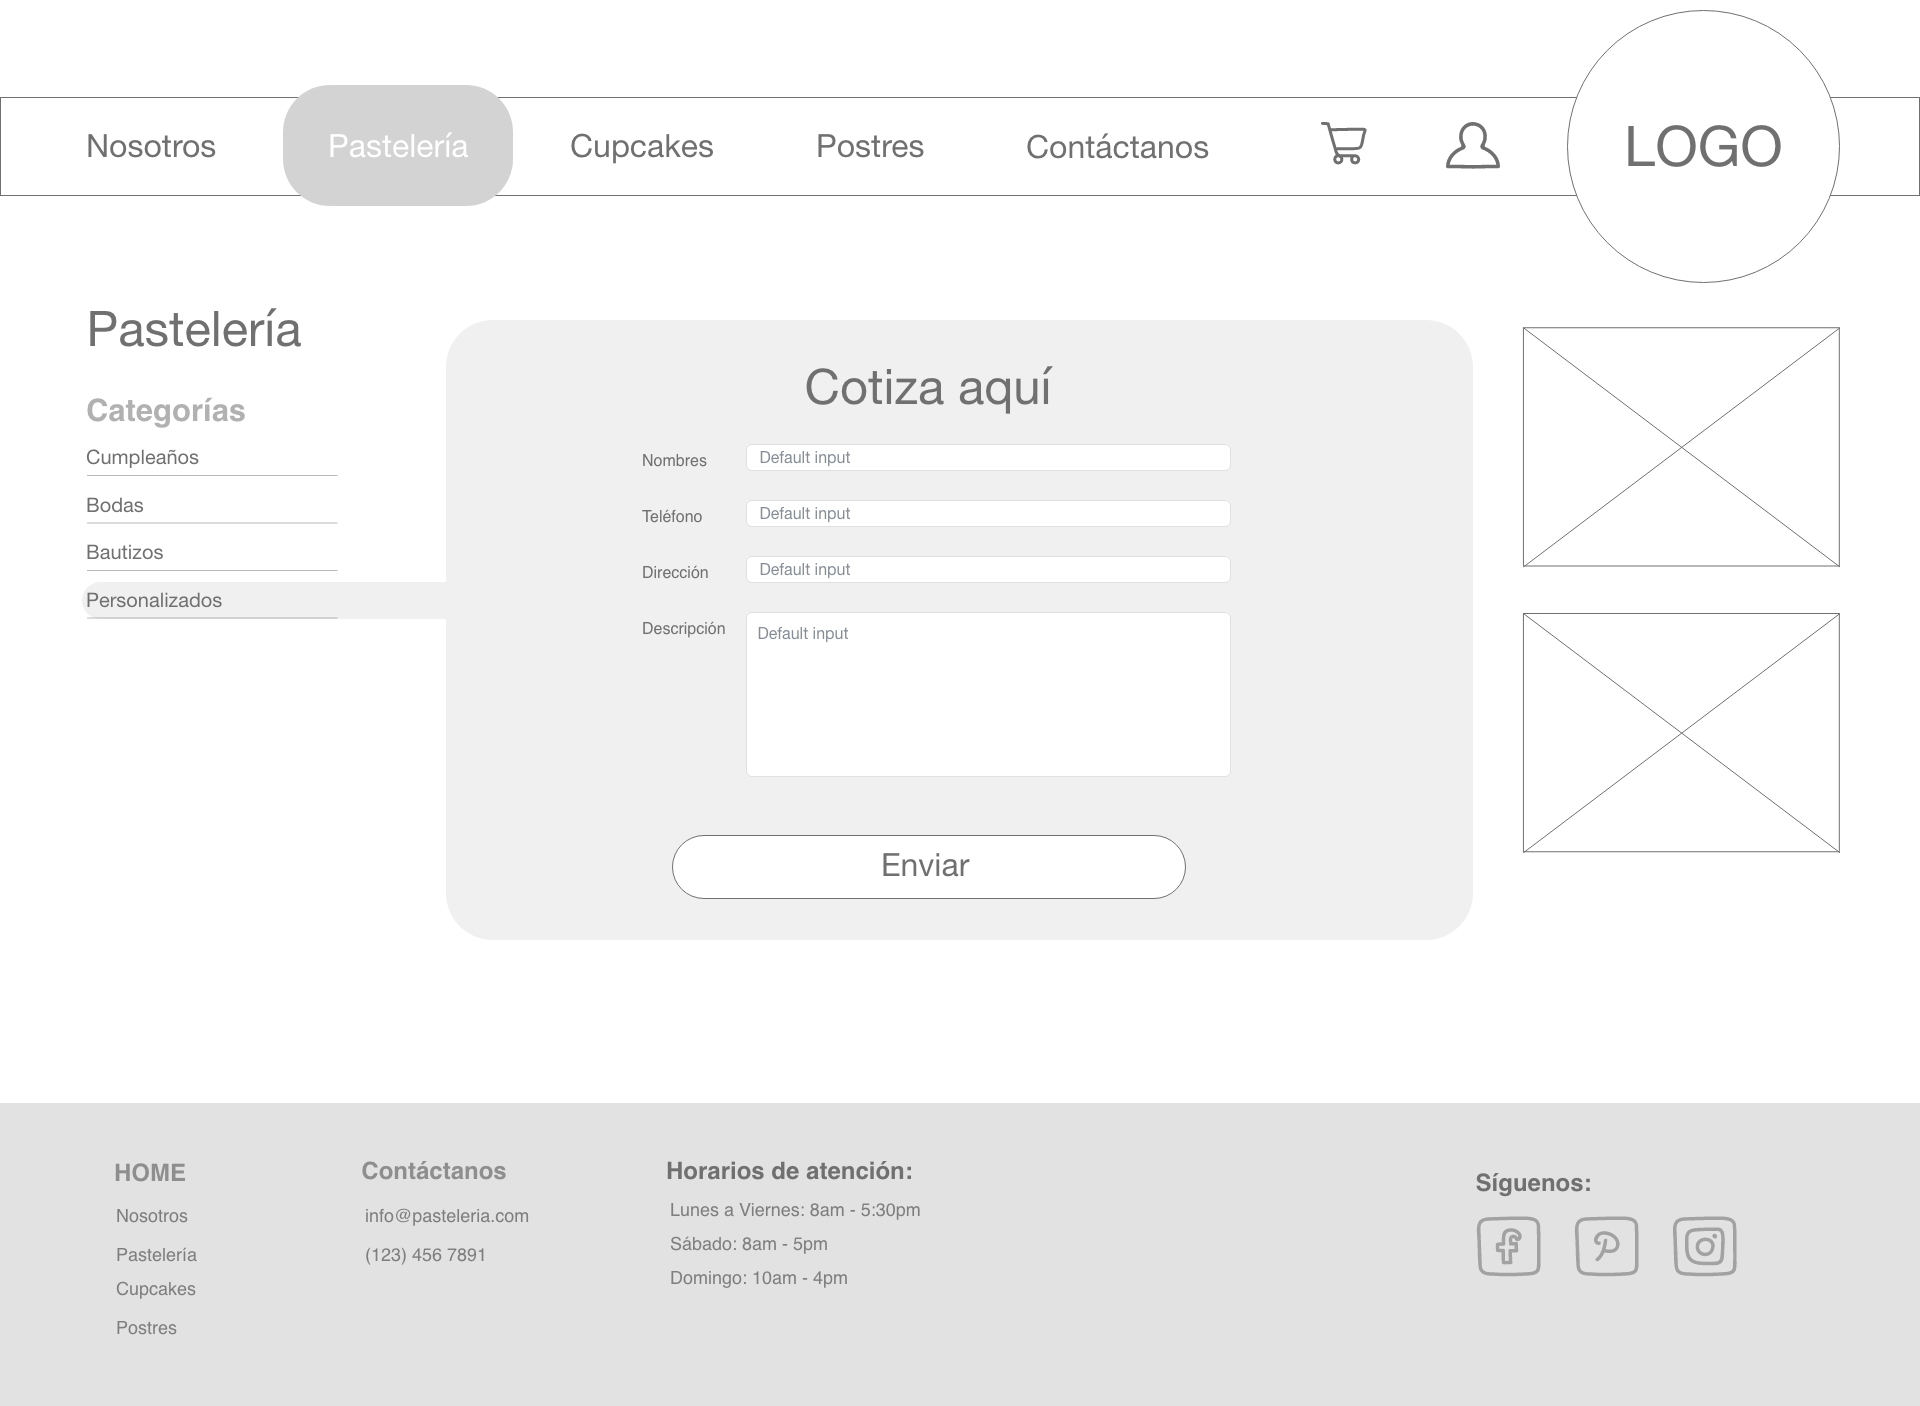 Nosotros
Pastelería
Cupcakes
Postres
Contáctanos
LOGO
Pastelería
Categorías
Cumpleaños
Bodas
Bautizos
Personalizados
Cotiza aquí
Nombres
Default input
Teléfono
Default input
Dirección
Default input
Descripción
Default input
Enviar
HOME
Nosotros
Pastelería
Cupcakes
Postres
Contáctanos
info@pasteleria.com
(123) 456 7891
Horarios de atención:
Lunes a Viernes: 8am - 5:30pm
Sábado: 8am - 5pm
Domingo: 10am - 4pm
Síguenos: